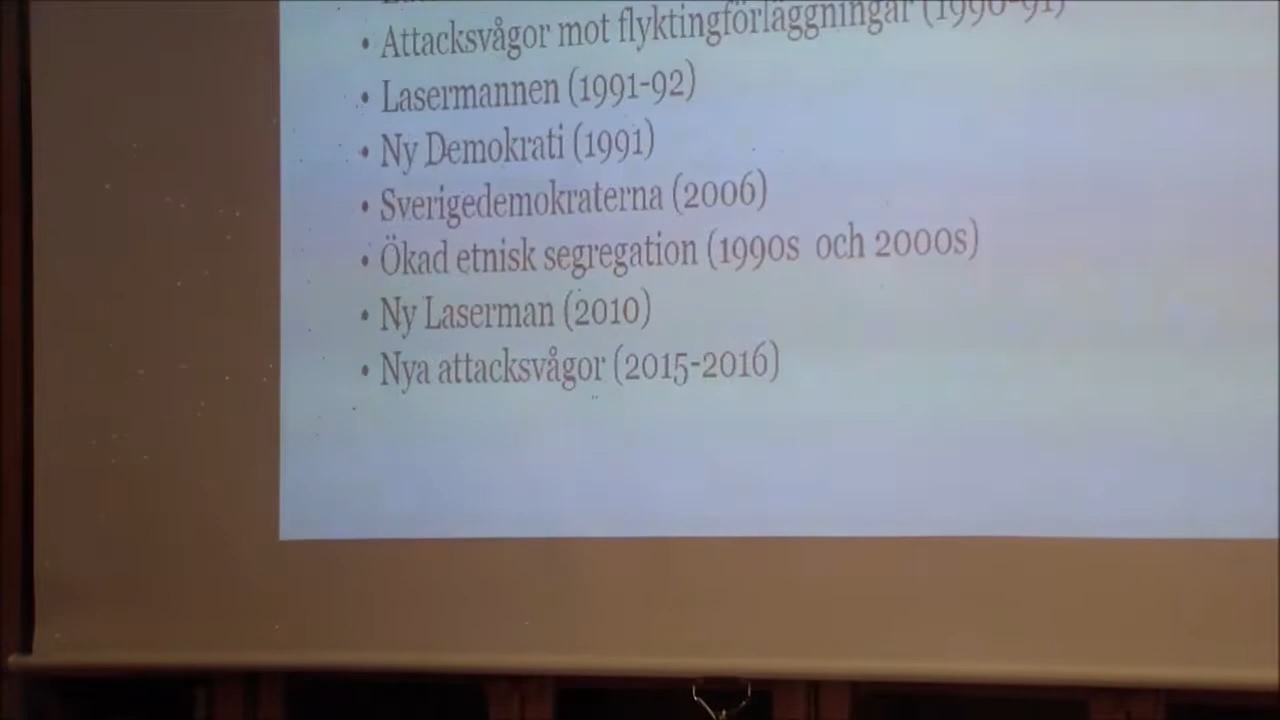 • Attacksvågor mot flyktingförläggningar (1990-91)
• Lasermannen (1991-92)
• Ny Demokrati (1991)
• Sverigedemokraterna (2006)
• Ökad etnisk segregation (1990s och 2000s)
• Ny Laserman (2010)
• Nya attacksvågor (2015-2016)